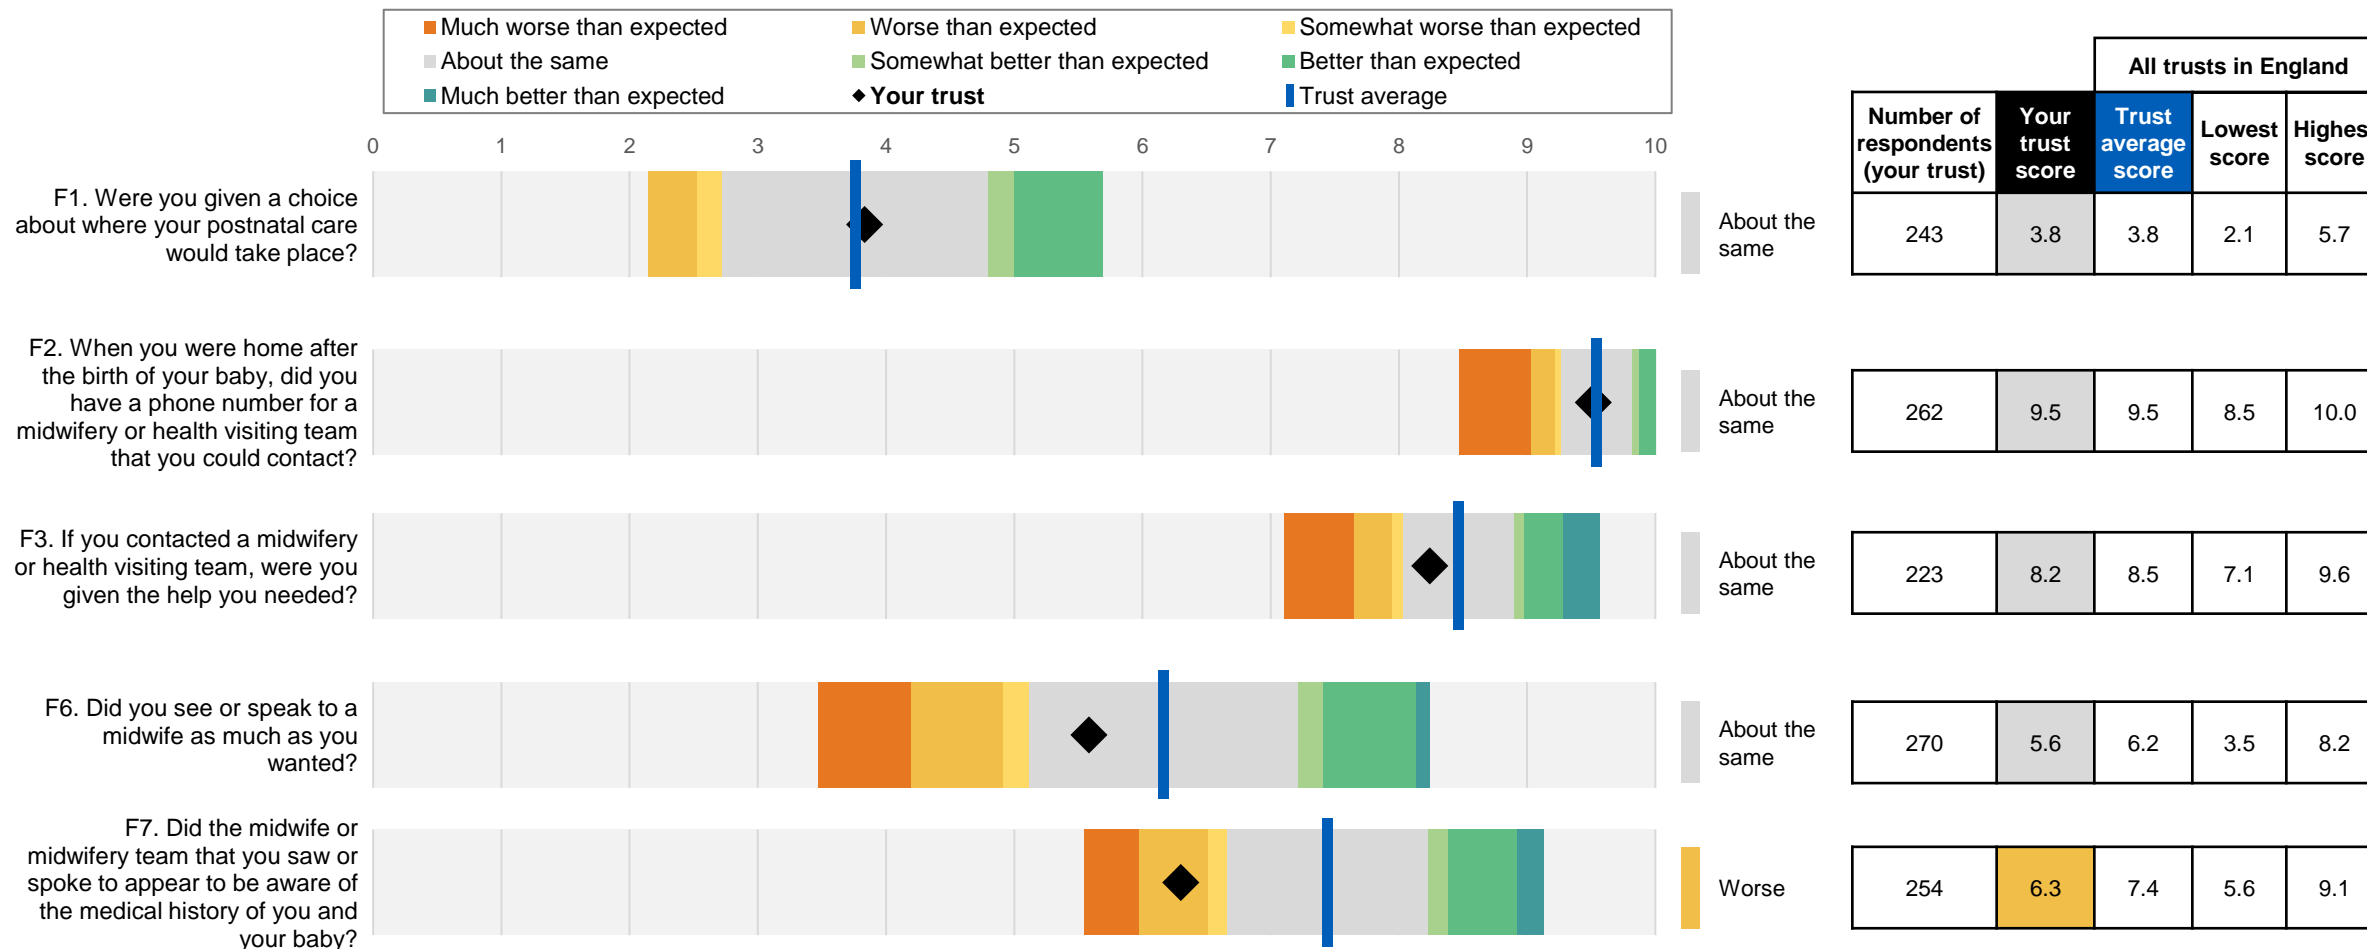 Much worse than expected
Worse than expected
Somewhat worse than expected
About the same
Somewhat better than expected
Better than expected
Much better than expected
Your trust
Trust average
All trusts in England
Number of
respondents
(your trust)
Your
trust
score
Trust
average
score
Lowest
score
Highes
score
0 1 2 3 4 5 6 7 8 9 10
F1. Were you given a choice
about where your postnatal care
would take place?
About the
same
243 3.8 3.8 2.1 5.7
F2. When you were home after
the birth of your baby, did you
have a phone number for a
midwifery or health visiting team
that you could contact?
About the
same
262 9.5 9.5 8.5 10.0
F3. If you contacted a midwifery
or health visiting team, were you
given the help you needed?
About the
same
223 8.2 8.5 7.1 9.6
F6. Did you see or speak to a
midwife as much as you
wanted?
About the
same
270 5.6 6.2 3.5 8.2
F7. Did the midwife or
midwifery team that you saw or
spoke to appear to be aware of
the medical history of you and
your baby?
Worse
254 6.3 7.4 5.6 9.1